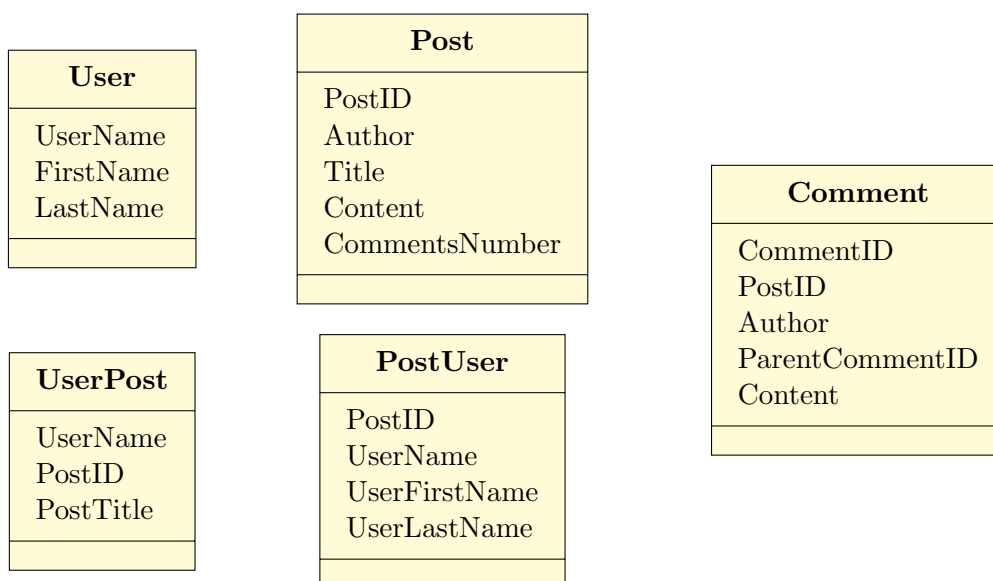 User
UserName
FirstName
LastName
Post
PostID
Author
Title
Content
CommentsNumber
Comment
CommentID
PostID
Author
ParentCommentID
Content
UserPost
UserName
PostID
PostTitle
PostUser
PostID
UserName
UserFirstName
UserLastName